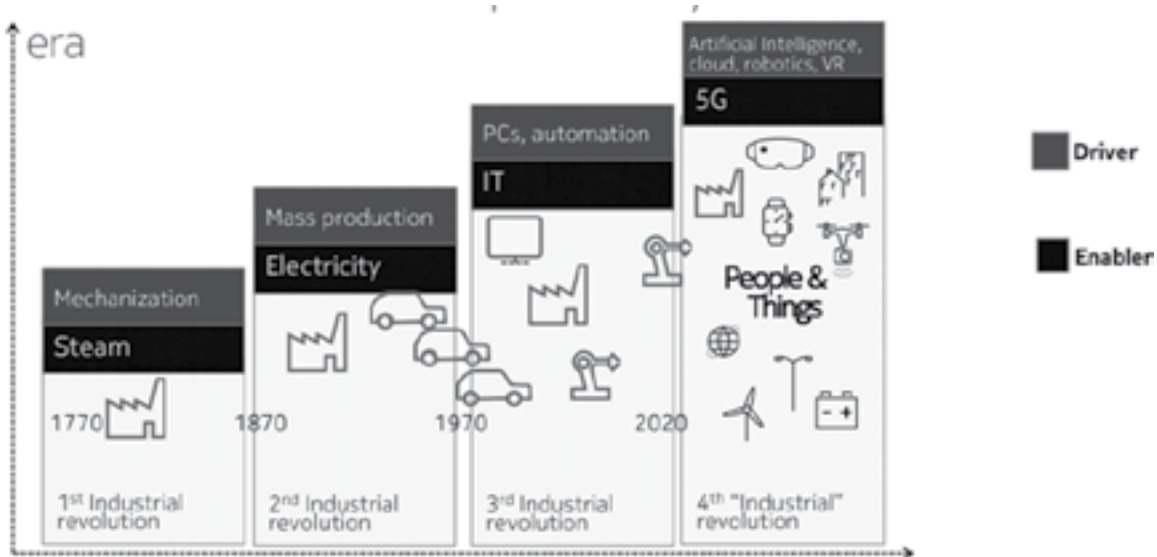 era
Artificial Intelligence,
cloud, robotics, VR
5G
PCs, automation
IT
Mass production
Electricity
Mechanization
Steam
People &
Things
1770
1870
1970
2020
1st Industrial
revolution
2nd Industrial
revolution
3rd Industrial
revolution
4th "Industrial"
revolution
Driver
Enabler